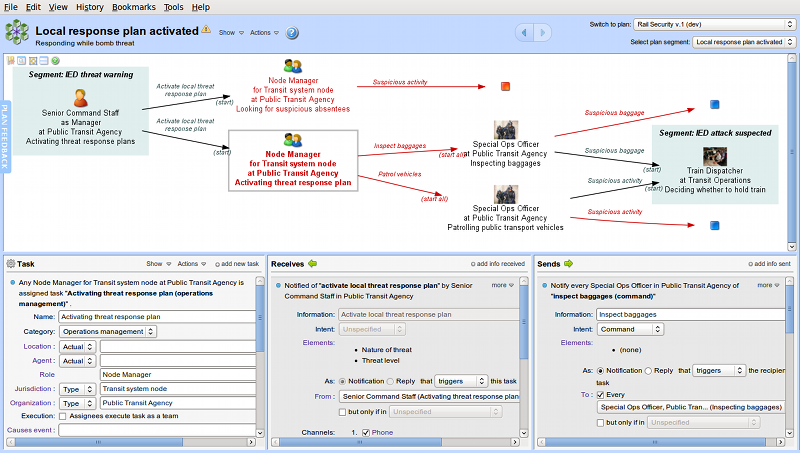 File Edit View History Bookmarks Tools Help
Local response plan activated
Show Actions ?
Responding while bomb threat
Switch to plan: Rail Security v.1 (dev)
Select plan segment: Local response plan activated
PLAN FEEDBACK
Segment: IED threat warning
Senior Command Staff
as Manager
at Public Transit Agency
Activating threat response plans
Activate local threat
response plan
(start)
Activate local threat
response plan
(start)
Node Manager
for Transit system node
at Public Transit Agency
Looking for suspicious absentees
Suspicious activity
Node Manager
for Transit system node
at Public Transit Agency
Activating threat response plan
Inspect baggages
(start all)
Patrol vehicles
(start all)
Special Ops Officer
at Public Transit Agency
Inspecting baggages
Special Ops Officer
at Public Transit Agency
Patrolling public transport vehicles
Suspicious baggage
Suspicious baggage
(start)
Suspicious activity
(start)
Suspicious activity
Segment: IED attack suspected
Train Dispatcher
at Transit Operations
Deciding whether to hold train
Task Show Actions add new task
Any Node Manager for Transit system node at Public Transit Agency is
assigned task "Activating threat response plan (operations
management)" .
Name: Activating threat response plan
Category: Operations management
Location : Actual
Agent : Actual
Role Node Manager
Jurisdiction : Type Transit system node
Organization : Type Public Transit Agency
Execution: Assignees execute task as a team
Causes event :
Receives add info received
Notified of "activate local threat response plan" by Senior more
Command Staff in Public Transit Agency
Information: Activate local threat response plan
Intent: Unspecified
Elements:
• Nature of threat
• Threat level
As: Notification Reply that triggers this task
From : Senior Command Staff (Activating threat response plan
but only if in Unspecified
Channels: 1. Phone
Sends add info sent
Notify every Special Ops Officer in Public Transit Agency of more
"inspect baggages (command)"
Information: Inspect baggages
Intent: Command
Elements:
• (none)
As: Notification Reply that triggers the recipien
task
To : Every
Special Ops Officer, Public Tran... (Inspecting baggages)
but only if in Unspecified